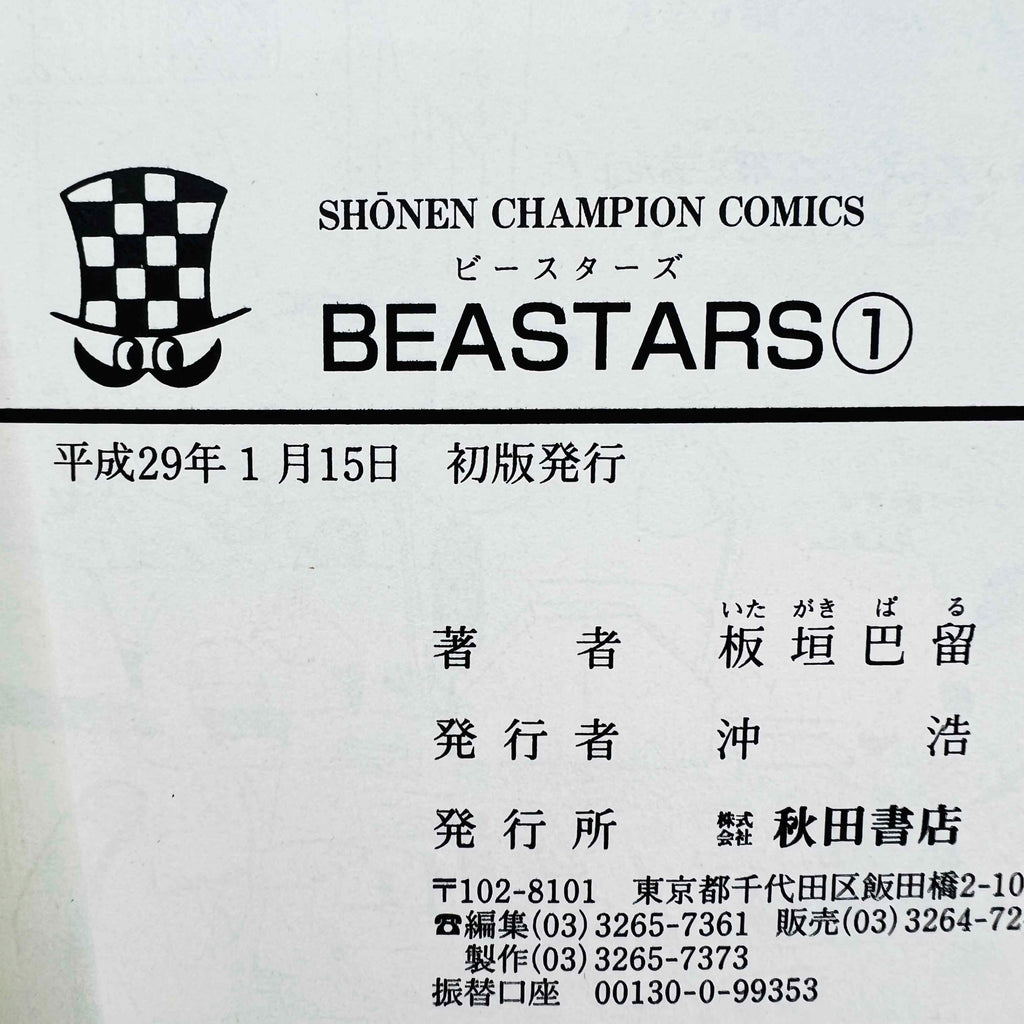 SHŌNEN CHAMPION COMICS
ビースターズ
BEASTARS①
平成29年1月15日 初版発行
いた がき ぱ る
著者 板垣巴留
発行者 沖浩
発行所 株式会社 秋田書店
〒102-8101 東京都千代田区飯田橋2-10
☎編集(03)3265-7361 販売(03)3264-72
製作(03)3265-7373
振替口座 00130-0-99353